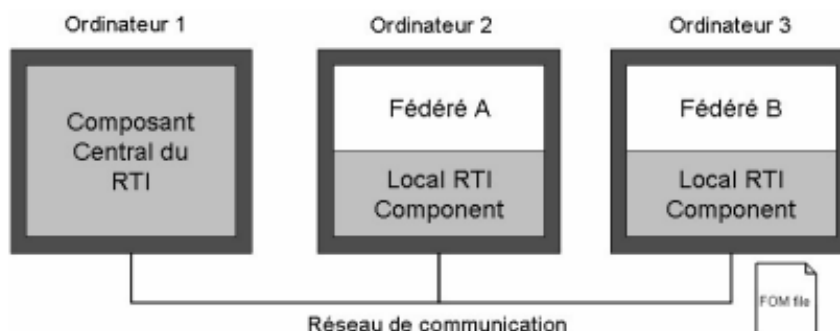 Ordinateur 1
Ordinateur 2
Ordinateur 3
Composant
Central du
RTI
Fédéré A
Local RTI
Component
Fédéré B
Local RTI
Component
FOM file
Réseau de communication